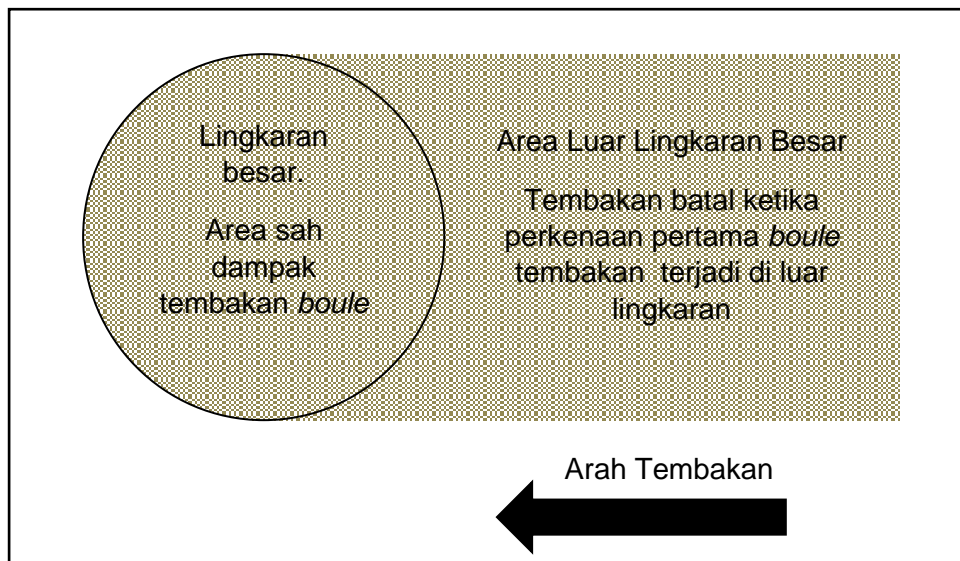 Lingkaran
besar.
Area sah
dampak
tembakan boule
Area Luar Lingkaran Besar
Tembakan batal ketika
perkenaan pertama boule
tembakan terjadi di luar
lingkaran
Arah Tembakan